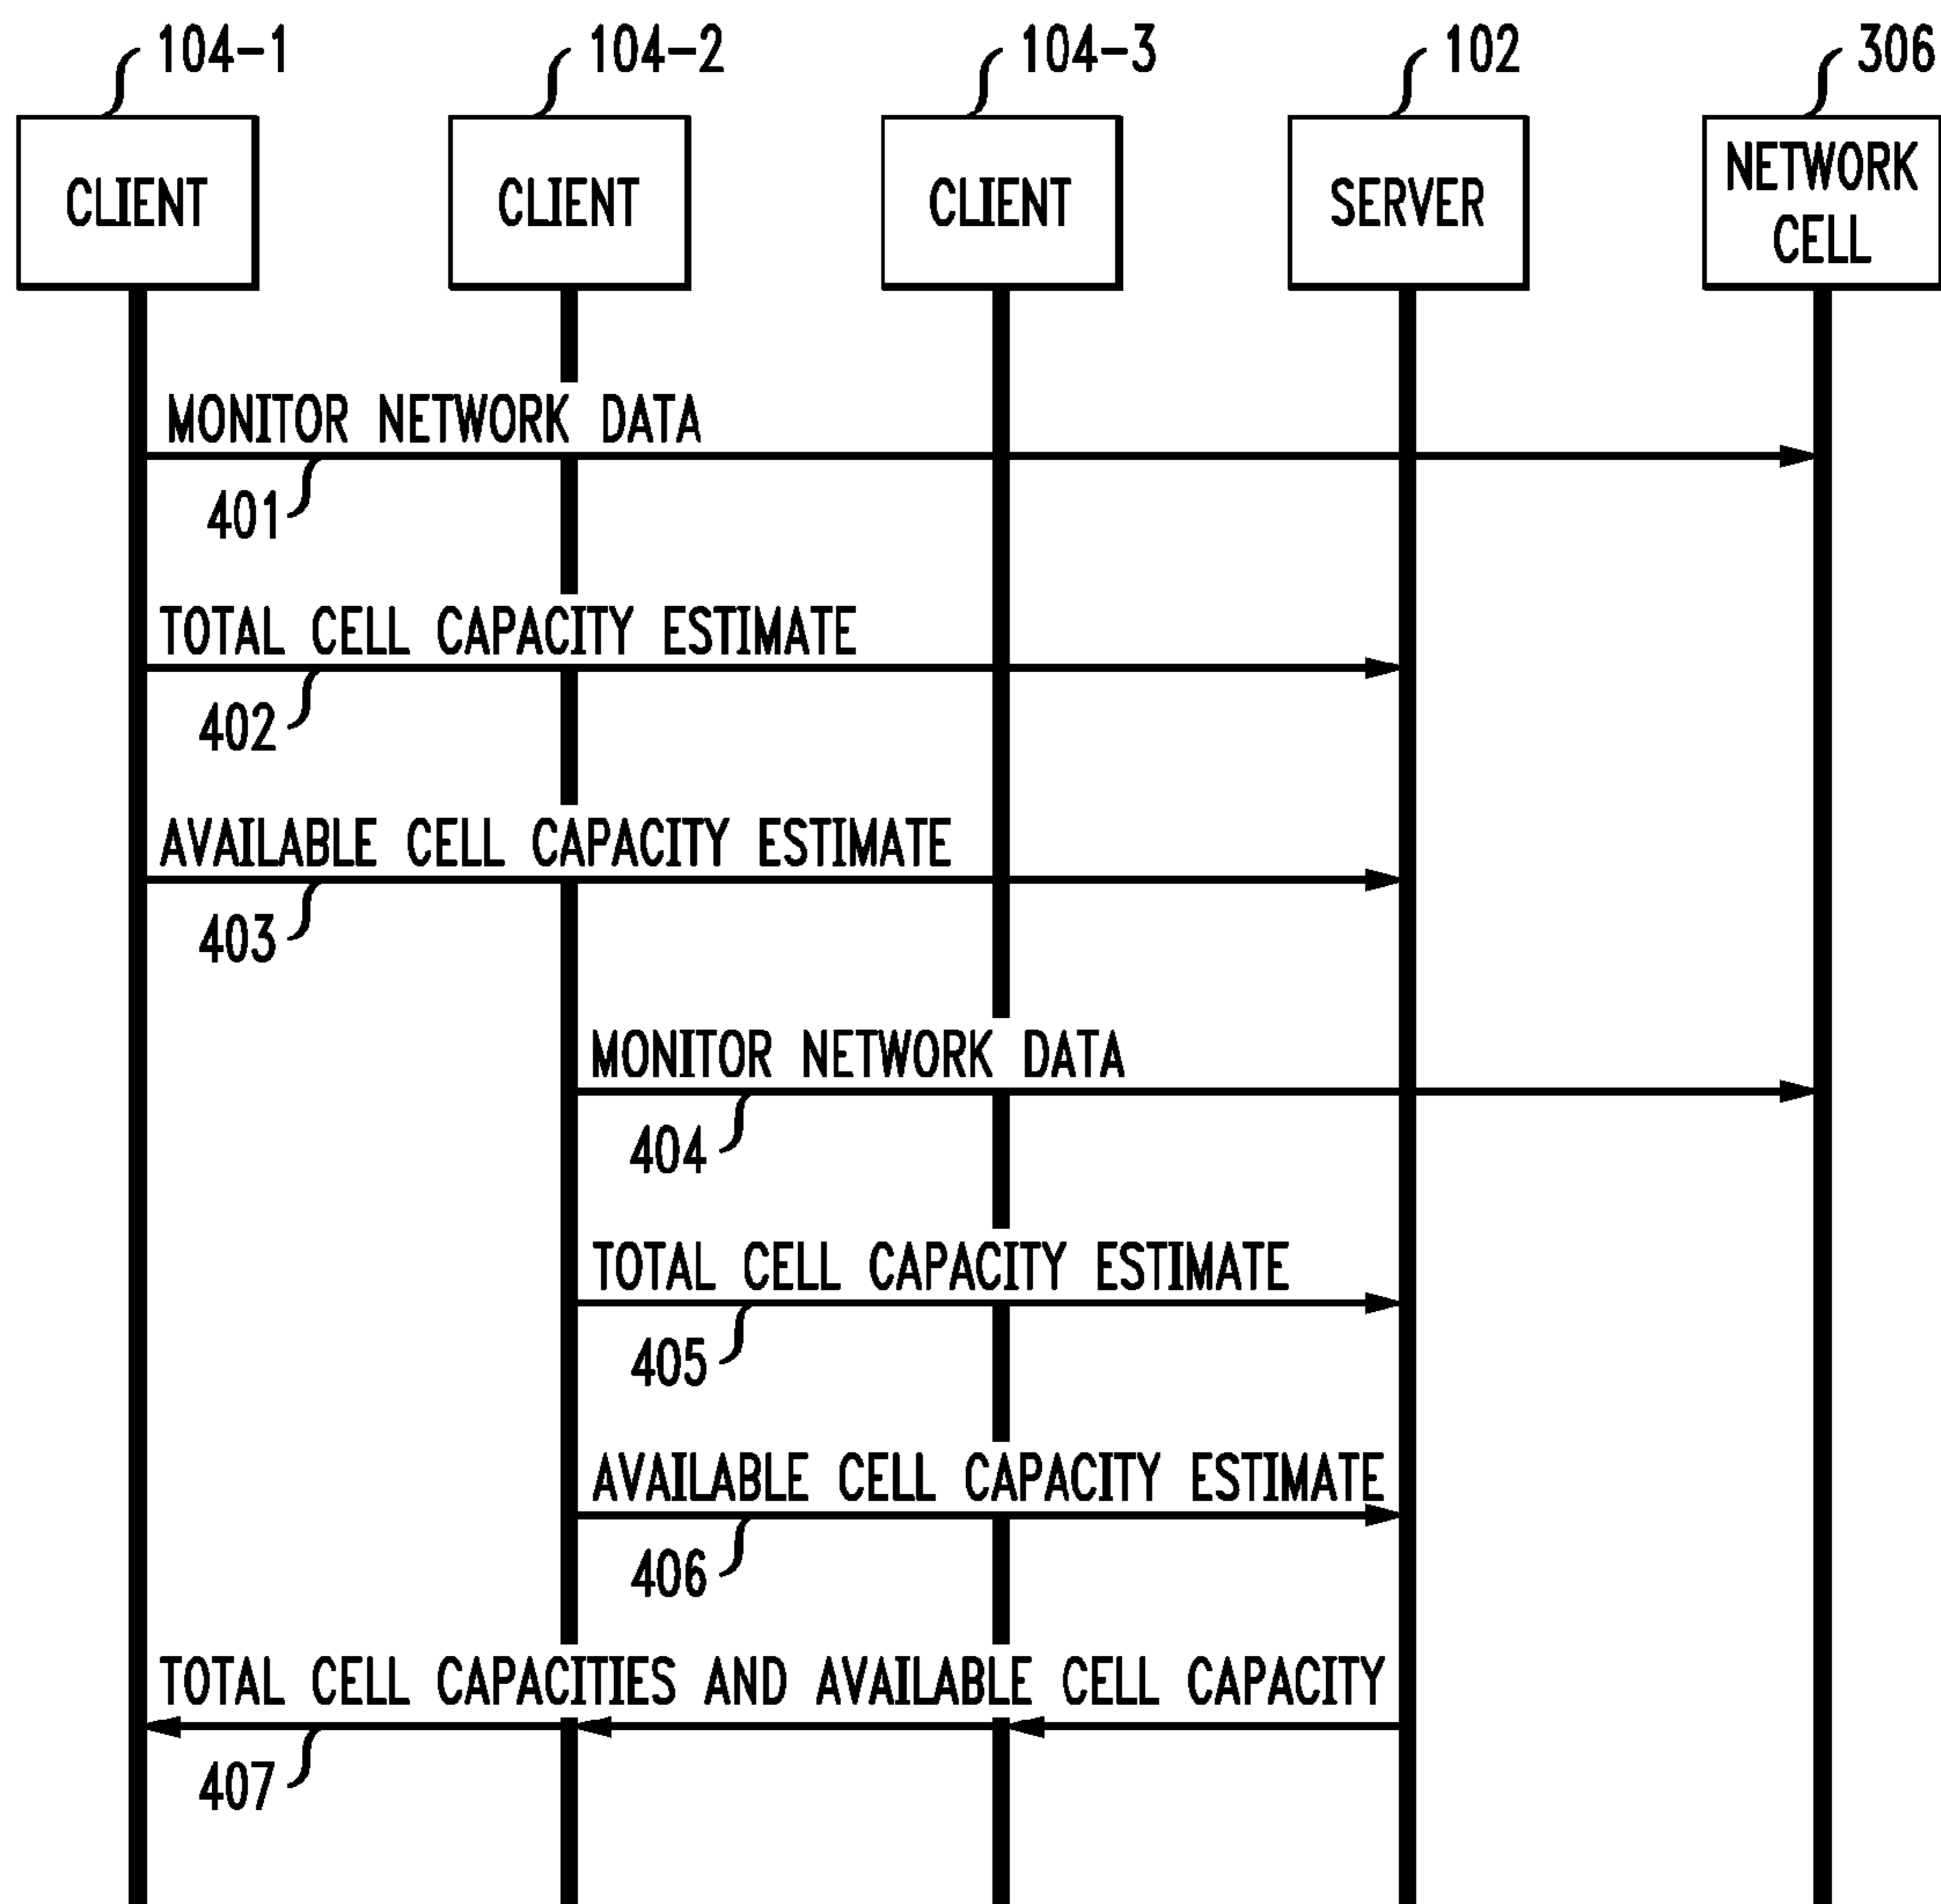 104-1
104-2
104-3
102
306
CLIENT
CLIENT
CLIENT
SERVER
NETWORK
CELL
MONITOR NETWORK DATA
401
TOTAL CELL CAPACITY ESTIMATE
402
AVAILABLE CELL CAPACITY ESTIMATE
403
MONITOR NETWORK DATA
404
TOTAL CELL CAPACITY ESTIMATE
405
AVAILABLE CELL CAPACITY ESTIMATE
406
TOTAL CELL CAPACITIES AND AVAILABLE CELL CAPACITY
407